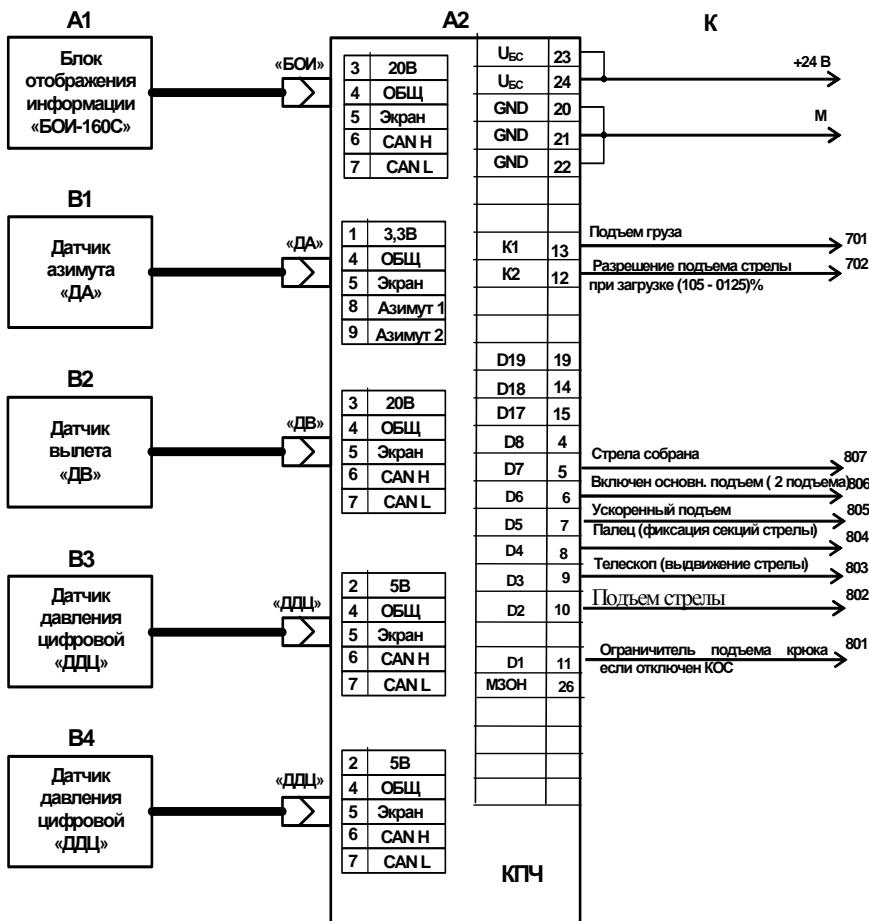 А1
Блок
отображения
информации
«БОИ-160С»
«БОИ»
В1
Датчик
азимута
«ДА»
«ДА»
В2
Датчик
вылета
«ДВ»
«ДВ»
В3
Датчик
давления
цифровой
«ДДЦ»
«ДДЦ»
В4
Датчик
давления
цифровой
«ДДЦ»
«ДДЦ»
А2
3 20В
4 ОБЩ
5 Экран
6 CAN H
7 CAN L
1 3,3В
4 ОБЩ
5 Экран
8 Азимут 1
9 Азимут 2
3 20В
4 ОБЩ
5 Экран
6 CAN H
7 CAN L
2 5В
4 ОБЩ
5 Экран
6 CAN H
7 CAN L
2 5В
4 ОБЩ
5 Экран
6 CAN H
7 CAN L
UБС 23
UБС 24
GND 20
GND 21
GND 22
К1 13
К2 12
D19 19
D18 14
D17 15
D8 4
D7 5
D6 6
D5 7
D4 8
D3 9
D2 10
D1 11
МЗОН 26
КПЧ
К
+24 В
М
Подъем груза 701
Разрешение подъема стрелы 702
при загрузке (105 - 0125)%
Стрела собрана 807
Включен основн. подъем ( 2 подъема) 806
Ускоренный подъем 805
Палец (фиксация секций стрелы) 804
Телескоп (выдвижение стрелы) 803
Подъем стрелы 802
Ограничитель подъема крюка 801
если отключен КОС